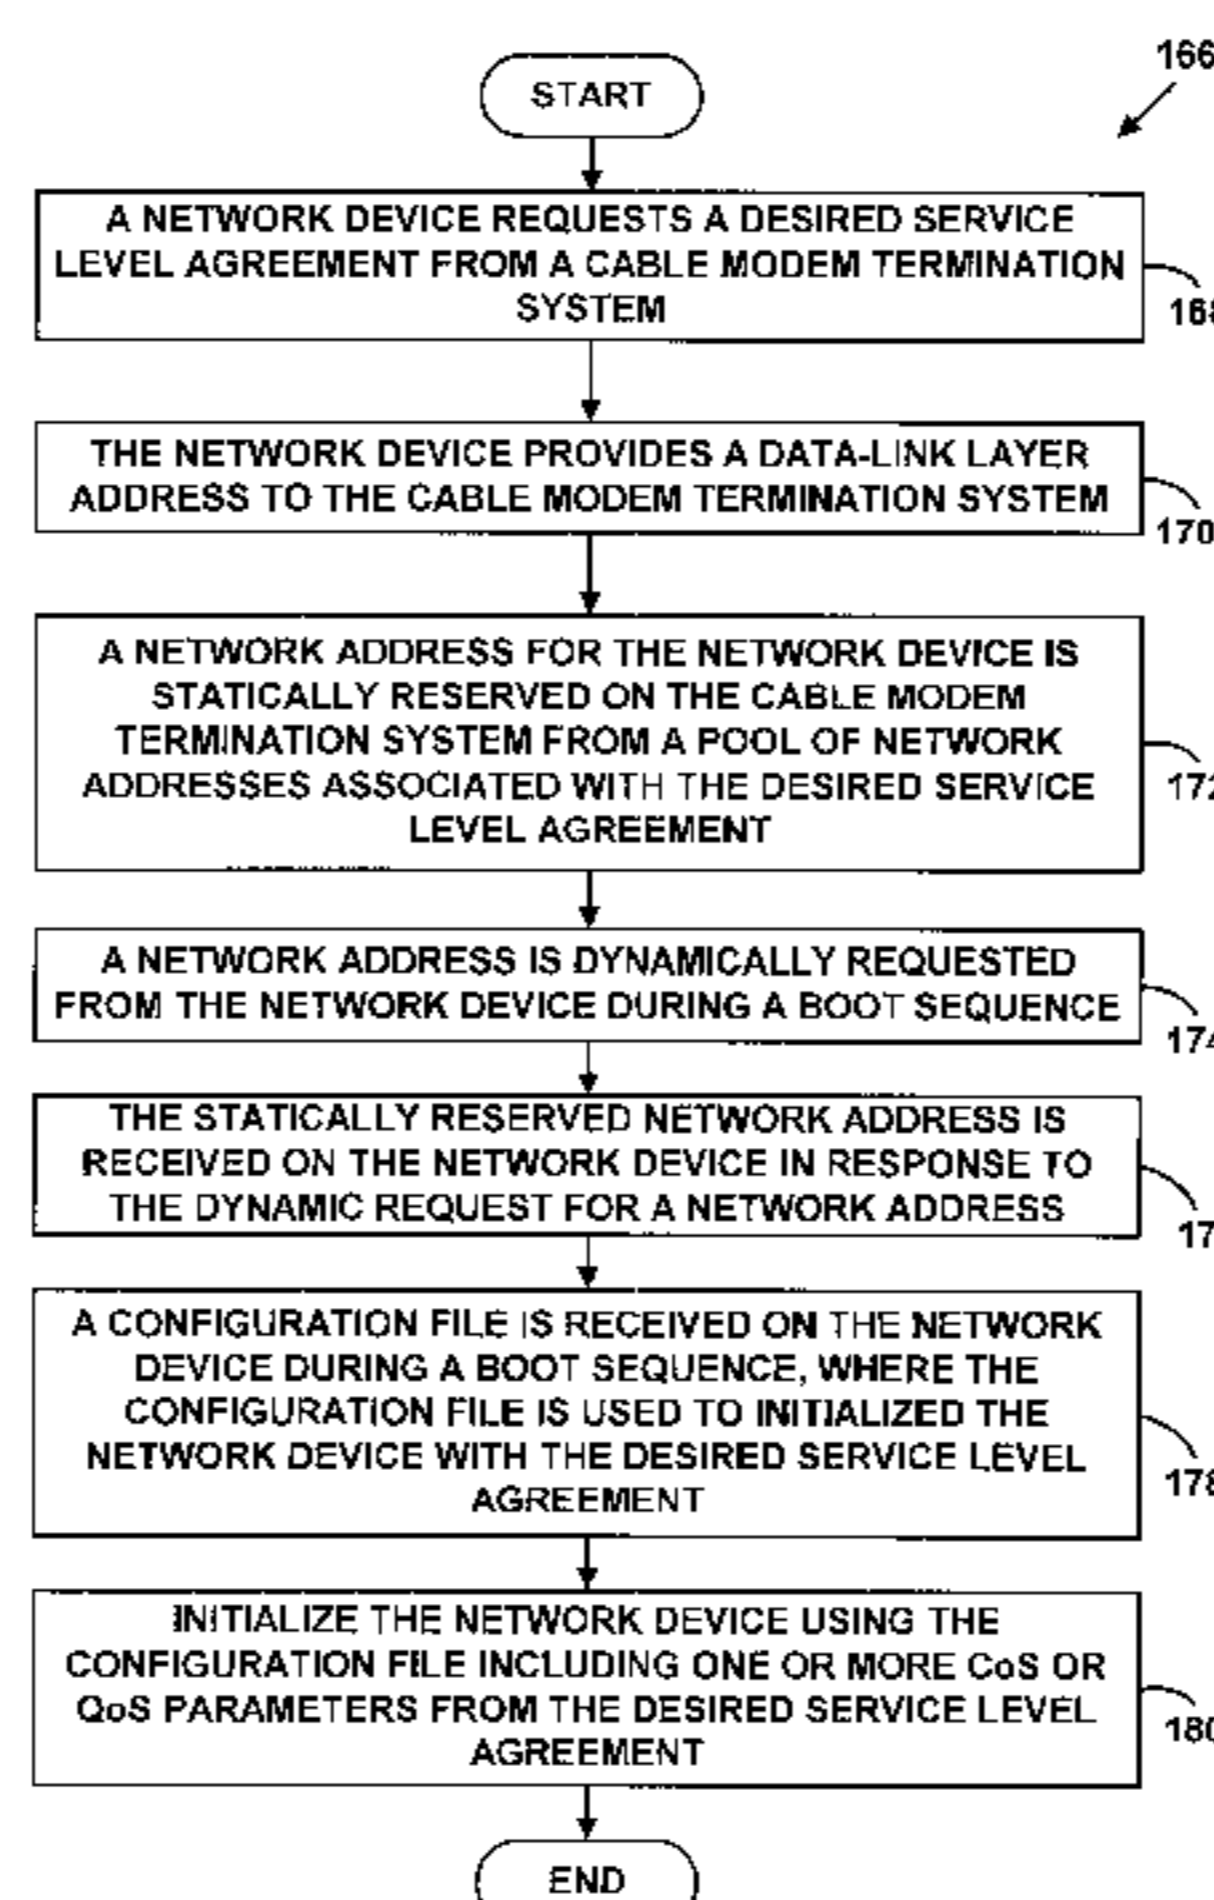 START
166
A NETWORK DEVICE REQUESTS A DESIRED SERVICE
LEVEL AGREEMENT FROM A CABLE MODEM TERMINATION
SYSTEM
THE NETWORK DEVICE PROVIDES A DATA-LINK LAYER
ADDRESS TO THE CABLE MODEM TERMINATION SYSTEM
170
A NETWORK ADDRESS FOR THE NETWORK DEVICE IS
STATICALLY RESERVED ON THE CABLE MODEM
TERMINATION SYSTEM FROM A POOL OF NETWORK
ADDRESSES ASSOCIATED WITH THE DESIRED SERVICE
LEVEL AGREEMENT
A NETWORK ADDRESS IS DYNAMICALLY REQUESTED
FROM THE NETWORK DEVICE DURING A BOOT SEQUENCE
THE STATICALLY RESERVED NETWORK ADDRESS IS
RECEIVED ON THE NETWORK DEVICE IN RESPONSE TO
THE DYNAMIC REQUEST FOR A NETWORK ADDRESS
A CONFIGURATION FILE IS RECEIVED ON THE NETWORK
DEVICE DURING A BOOT SEQUENCE, WHERE THE
CONFIGURATION FILE IS USED TO INITIALIZED THE
NETWORK DEVICE WITH THE DESIRED SERVICE LEVEL
AGREEMENT
INITIALIZE THE NETWORK DEVICE USING THE
CONFIGURATION FILE INCLUDING ONE OR MORE CoS OR
QoS PARAMETERS FROM THE DESIRED SERVICE LEVEL
AGREEMENT
END